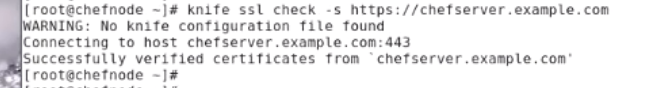 [root@chefnode ~]# knife ssl check -s https://chefserver.example.com
WARNING: No knife configuration file found
Connecting to host chefserver.example.com:443
Successfully verified certificates from `chefserver.example.com'
[root@chefnode ~]#